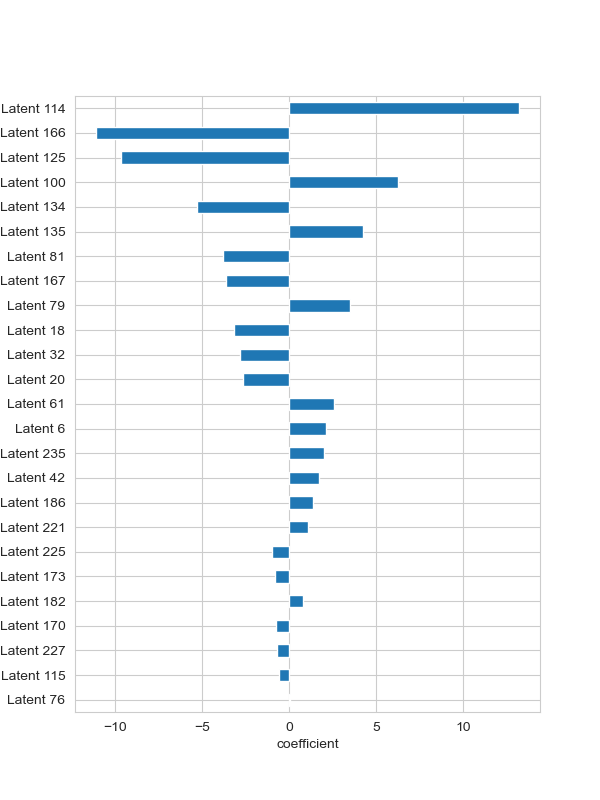 Latent 114
Latent 166
Latent 125
Latent 100
Latent 134
Latent 135
Latent 81
Latent 167
Latent 79
Latent 18
Latent 32
Latent 20
Latent 61
Latent 6
Latent 235
Latent 42
Latent 186
Latent 221
Latent 225
Latent 173
Latent 182
Latent 170
Latent 227
Latent 115
Latent 76
−10 −5 0 5 10
coefficient